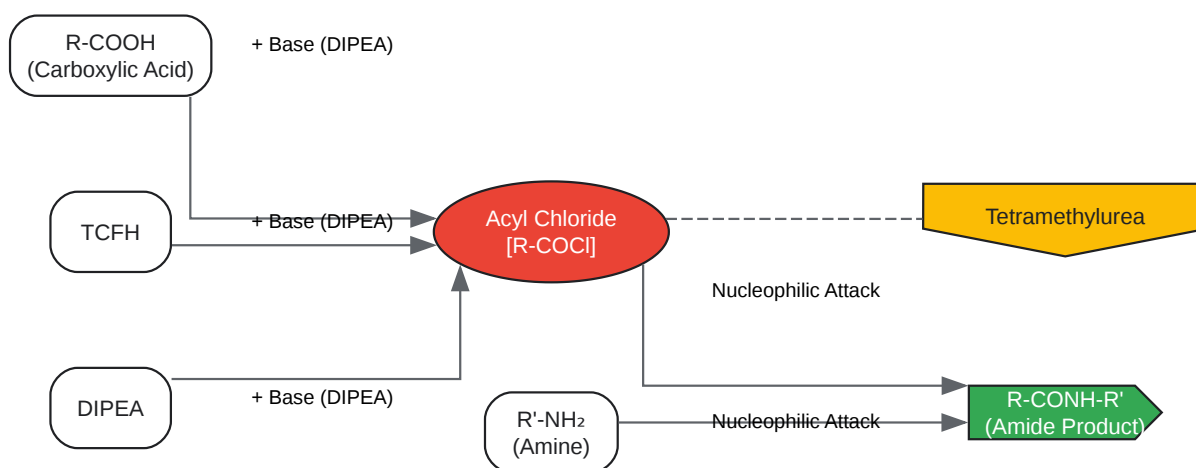 R-COOH
(Carboxylic Acid)
+ Base (DIPEA)
TCFH
+ Base (DIPEA)
Acyl Chloride
[R-COCl]
Tetramethylurea
Nucleophilic Attack
DIPEA
+ Base (DIPEA)
R'-NH₂
(Amine)
Nucleophilic Attack
R-CONH-R'
(Amide Product)